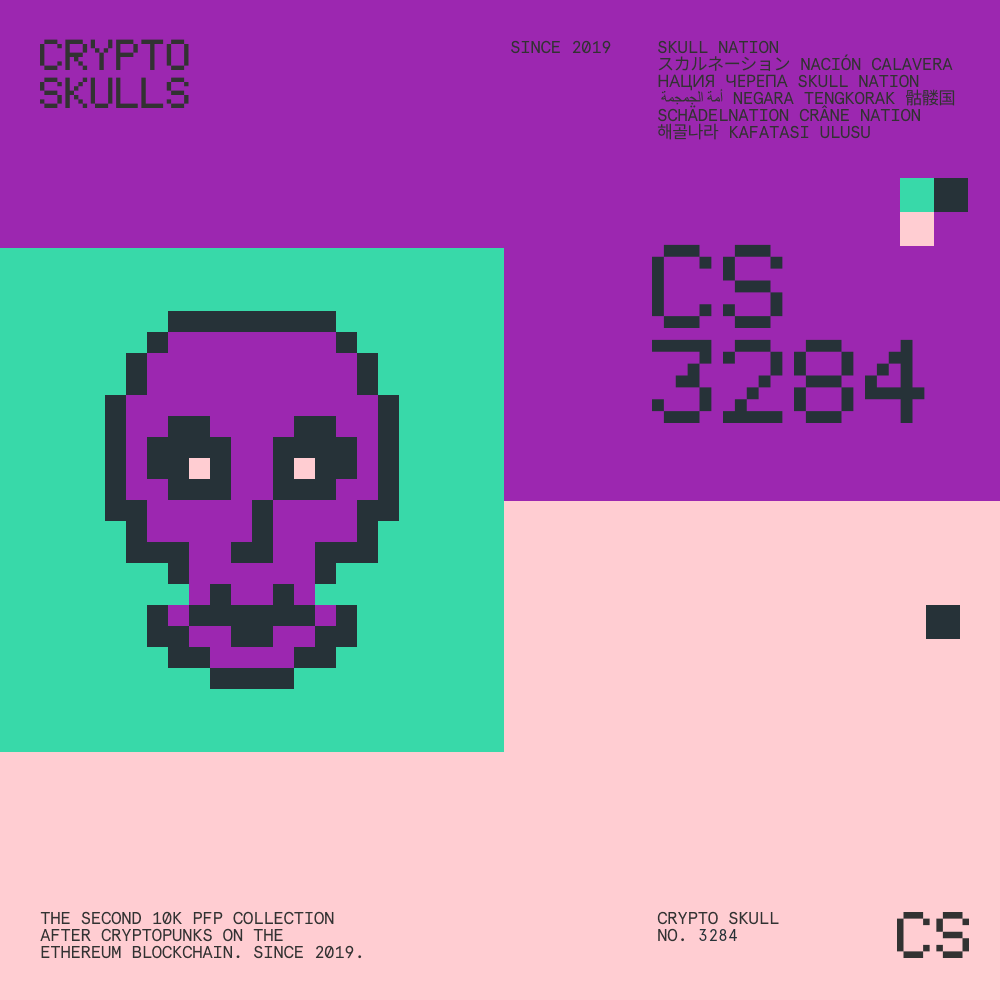 CRYPTO
SKULLS
SINCE 2019
SKULL NATION
スカルネーション NACIÓN CALAVERA
НАЦИЯ ЧЕРЕПА SKULL NATION
أمة الجمجمة NEGARA TENGKORAK 骷髅国
SCHÄDELNATION CRÂNE NATION
해골나라 KAFATASI ULUSU
CS
3284
THE SECOND 10K PFP COLLECTION
AFTER CRYPTOPUNKS ON THE
ETHEREUM BLOCKCHAIN. SINCE 2019.
CRYPTO SKULL
NO. 3284
CS